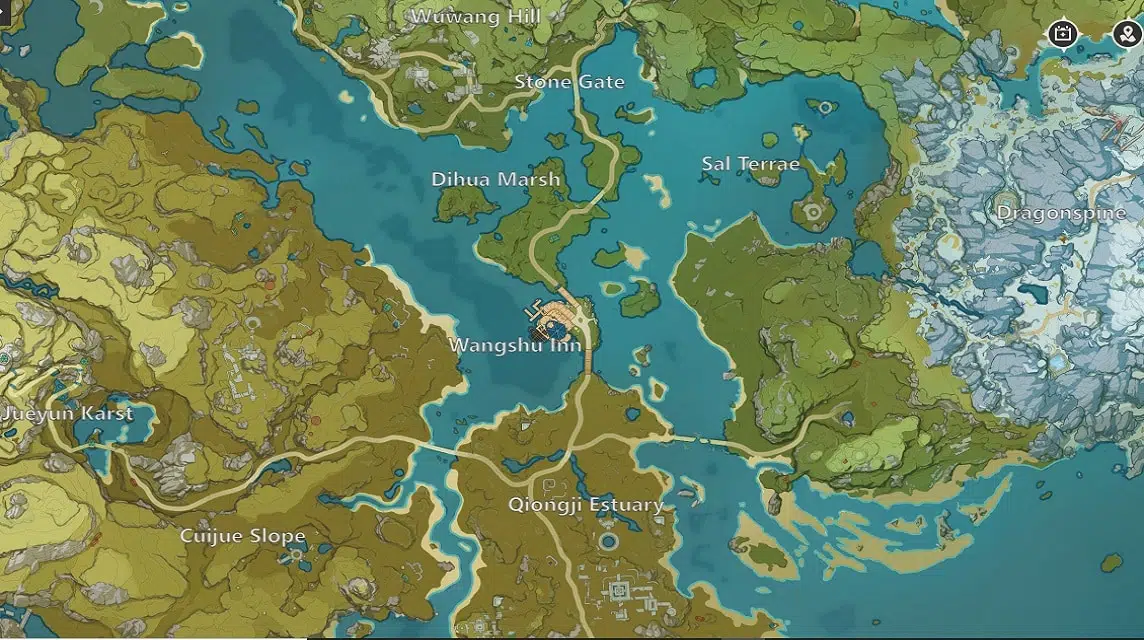 Wuwang Hill
Stone Gate
Sal Terrae
Dihua Marsh
Dragonspine
Wangshu Inn
Jueyun Karst
Qiongji Estuary
Cuijue Slope